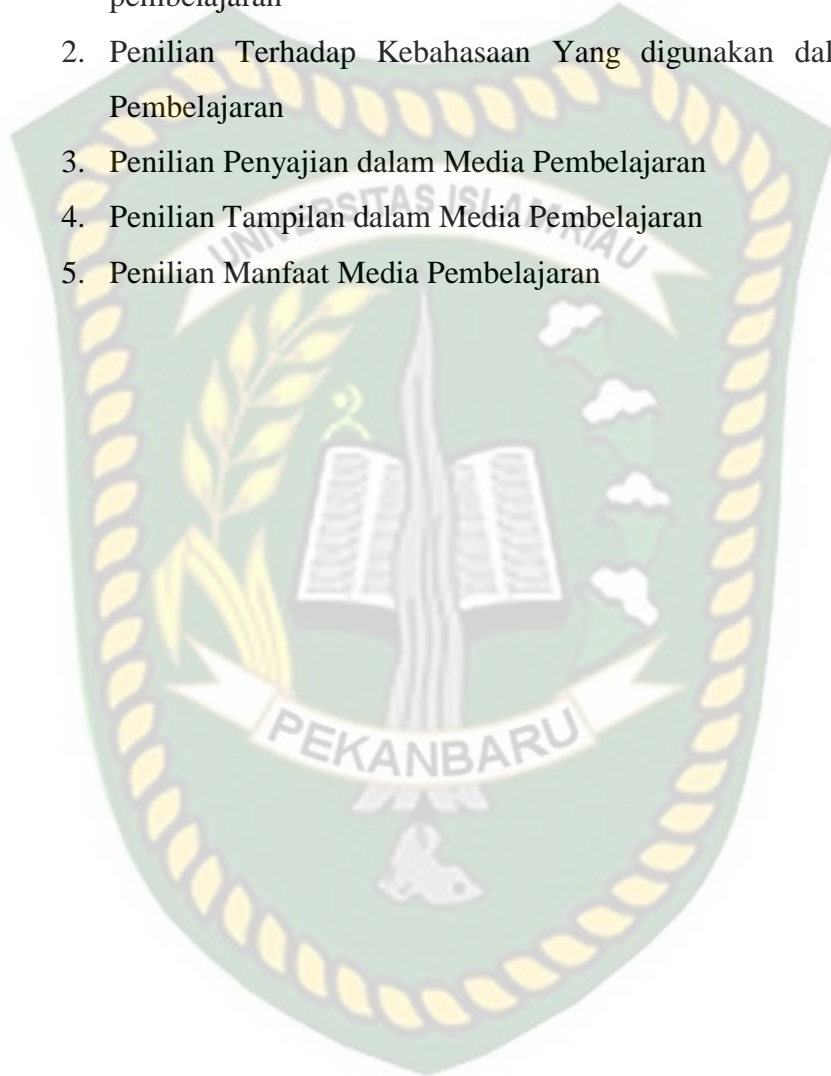 pembelajaran
2. Penilian Terhadap Kebahasaan Yang digunakan dal
Pembelajaran
3. Penilian Penyajian dalam Media Pembelajaran
UNIVERSITAS ISLAM RIAU
4. Penilian Tampilan dalam Media Pembelajaran
5. Penilian Manfaat Media Pembelajaran
PEKANBARU